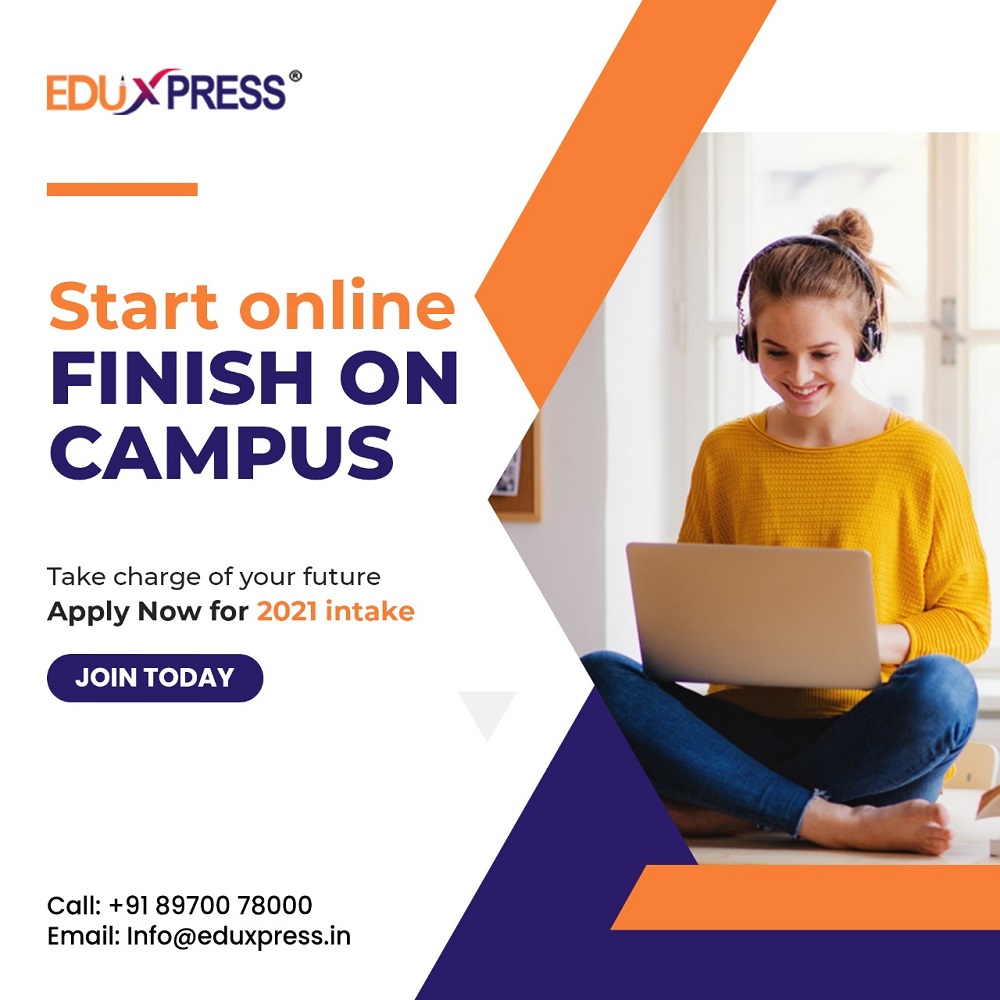 EDUXPRESS®
Start online
FINISH ON
CAMPUS
Take charge of your future
Apply Now for 2021 intake
JOIN TODAY
Call: +91 89700 78000
Email: Info@eduxpress.in